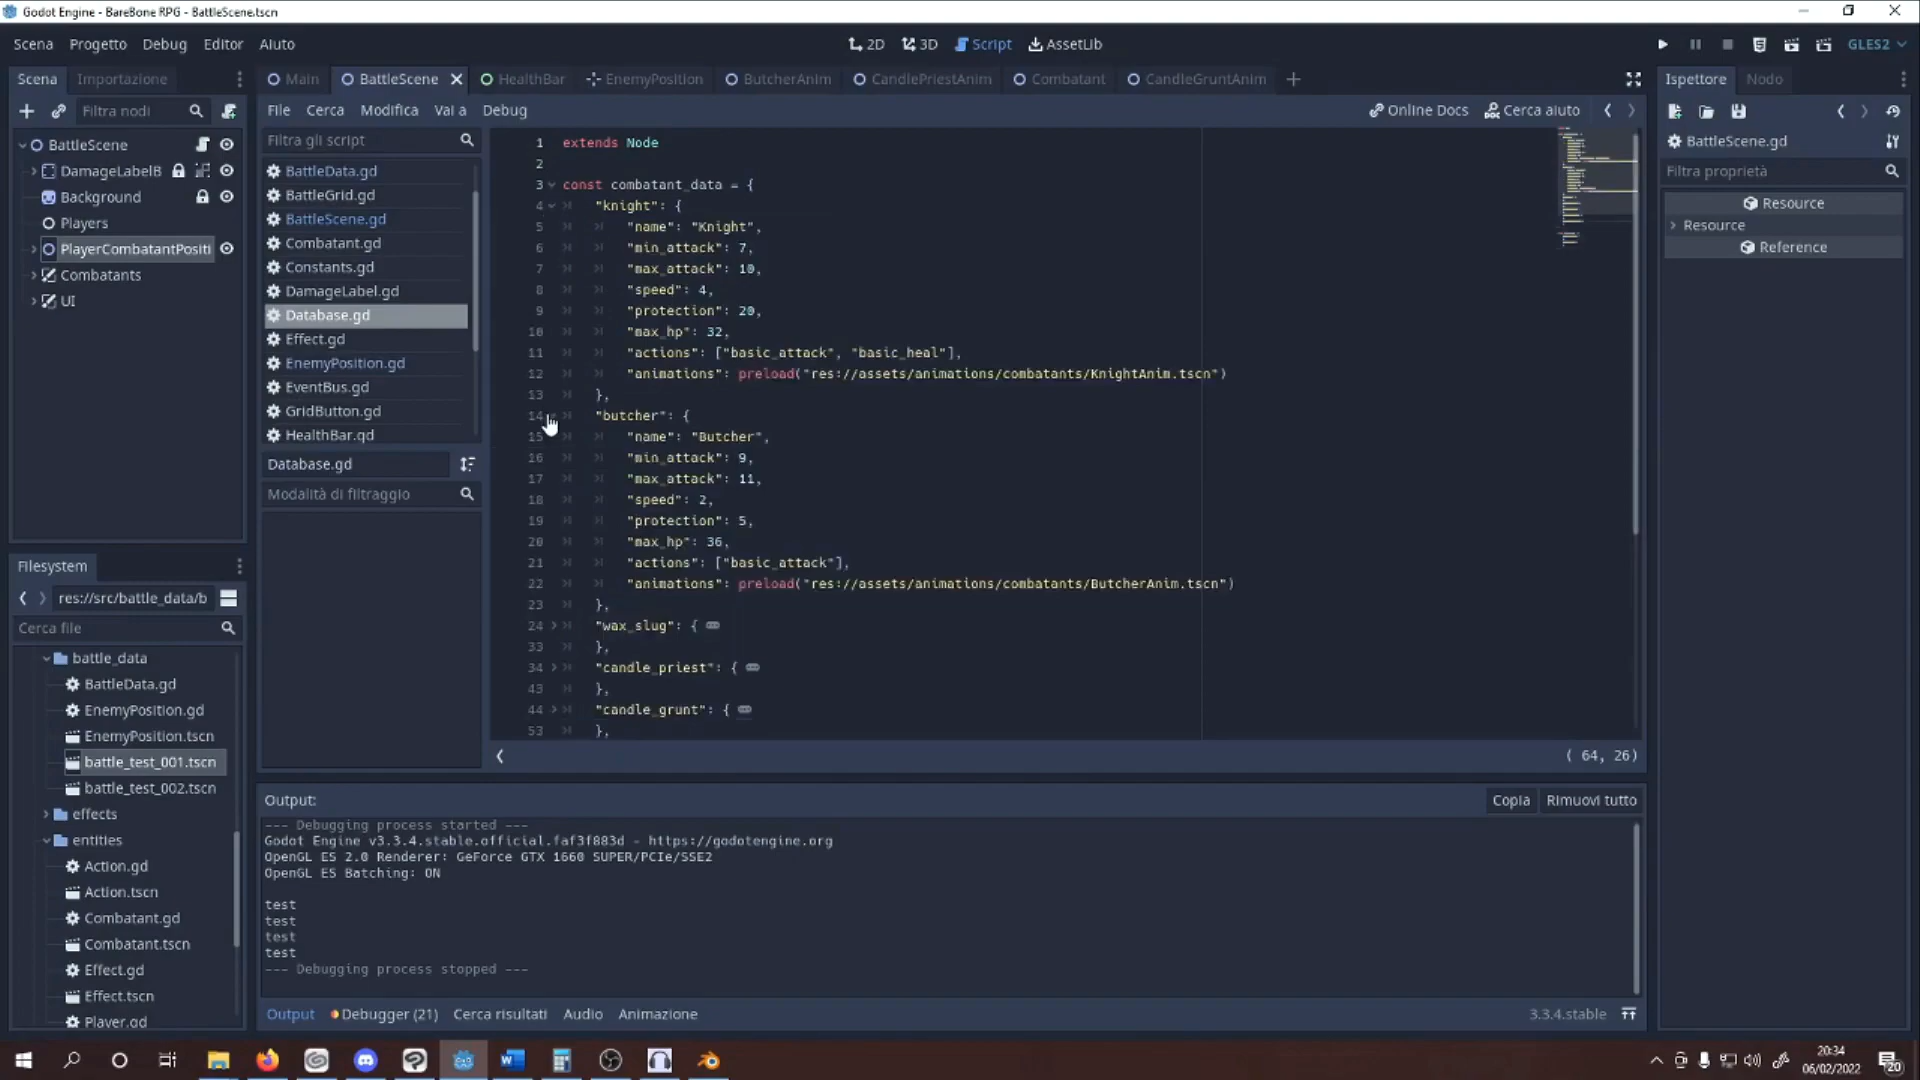 Godot Engine - BareBone RPG - BattleScene.tscn
Scena Progetto Debug Editor Aiuto
2D 3D Script AssetLib
GLES2
Scena Importazione
Main BattleScene HealthBar EnemyPosition ButcherAnim CandlePriestAnim Combatant CandleGruntAnim
Ispettore Nodo
Filtra nodi
File Cerca Modifica Vai a Debug
Online Docs Cerca aiuto
BattleScene
DamageLabelB
Background
Players
PlayerCombatantPositi
Combatants
UI
Filtra gli script
BattleData.gd
BattleGrid.gd
BattleScene.gd
Combatant.gd
Constants.gd
DamageLabel.gd
Database.gd
Effect.gd
EnemyPosition.gd
EventBus.gd
GridButton.gd
HealthBar.gd
Database.gd
Modalità di filtraggio
1 extends Node
2
3 const combatant_data = {
4 "knight": {
5 "name": "Knight",
6 "min_attack": 7,
7 "max_attack": 10,
8 "speed": 4,
9 "protection": 20,
10 "max_hp": 32,
11 "actions": ["basic_attack", "basic_heal"],
12 "animations": preload("res://assets/animations/combatants/KnightAnim.tscn")
13 },
14 "butcher": {
15 "name": "Butcher",
16 "min_attack": 9,
17 "max_attack": 11,
18 "speed": 2,
19 "protection": 5,
20 "max_hp": 36,
21 "actions": ["basic_attack"],
22 "animations": preload("res://assets/animations/combatants/ButcherAnim.tscn")
23 },
24 "wax_slug": {
33 },
34 "candle_priest": {
43 },
44 "candle_grunt": {
53 },
( 64, 26)
BattleScene.gd
Filtra proprietà
Resource
Resource
Reference
Filesystem
res://src/battle_data/b
Cerca file
battle_data
BattleData.gd
EnemyPosition.gd
EnemyPosition.tscn
battle_test_001.tscn
battle_test_002.tscn
effects
entities
Action.gd
Action.tscn
Combatant.gd
Combatant.tscn
Effect.gd
Effect.tscn
Player.gd
Output:
Copia Rimuovi tutto
--- Debugging process started ---
Godot Engine v3.3.4.stable.official.faf3f883d - https://godotengine.org
OpenGL ES 2.0 Renderer: GeForce GTX 1660 SUPER/PCIe/SSE2
OpenGL ES Batching: ON
test
test
test
test
--- Debugging process stopped ---
Output Debugger (21) Cerca risultati Audio Animazione
3.3.4.stable
20:34
06/02/2022
20